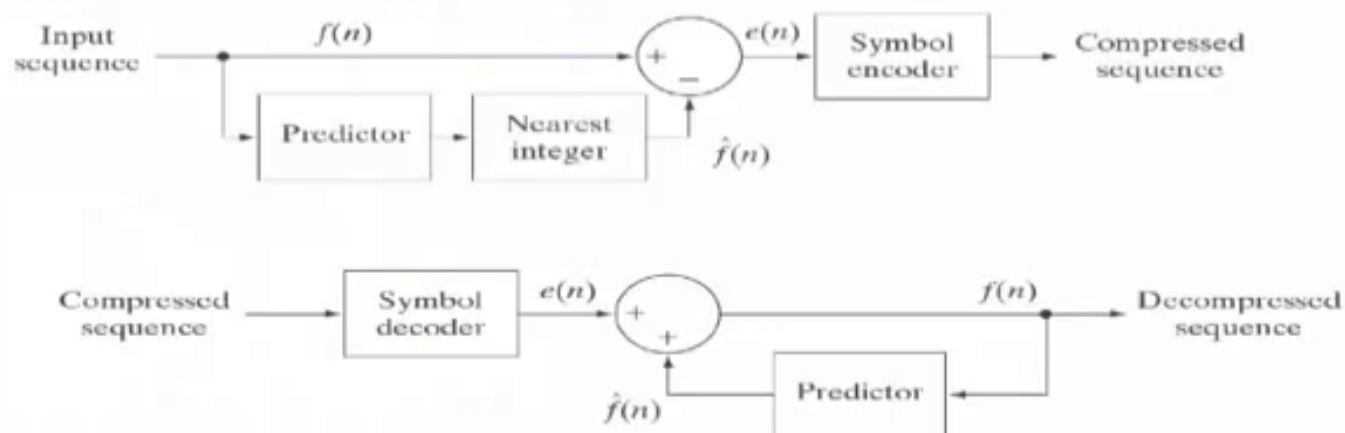 Input
sequence
f(n)
e(n)
Symbol
encoder
Compressed
sequence
+
−
Predictor
Nearest
integer
f̂(n)
Compressed
sequence
Symbol
decoder
e(n)
+
+
f(n)
Decompressed
sequence
f̂(n)
Predictor